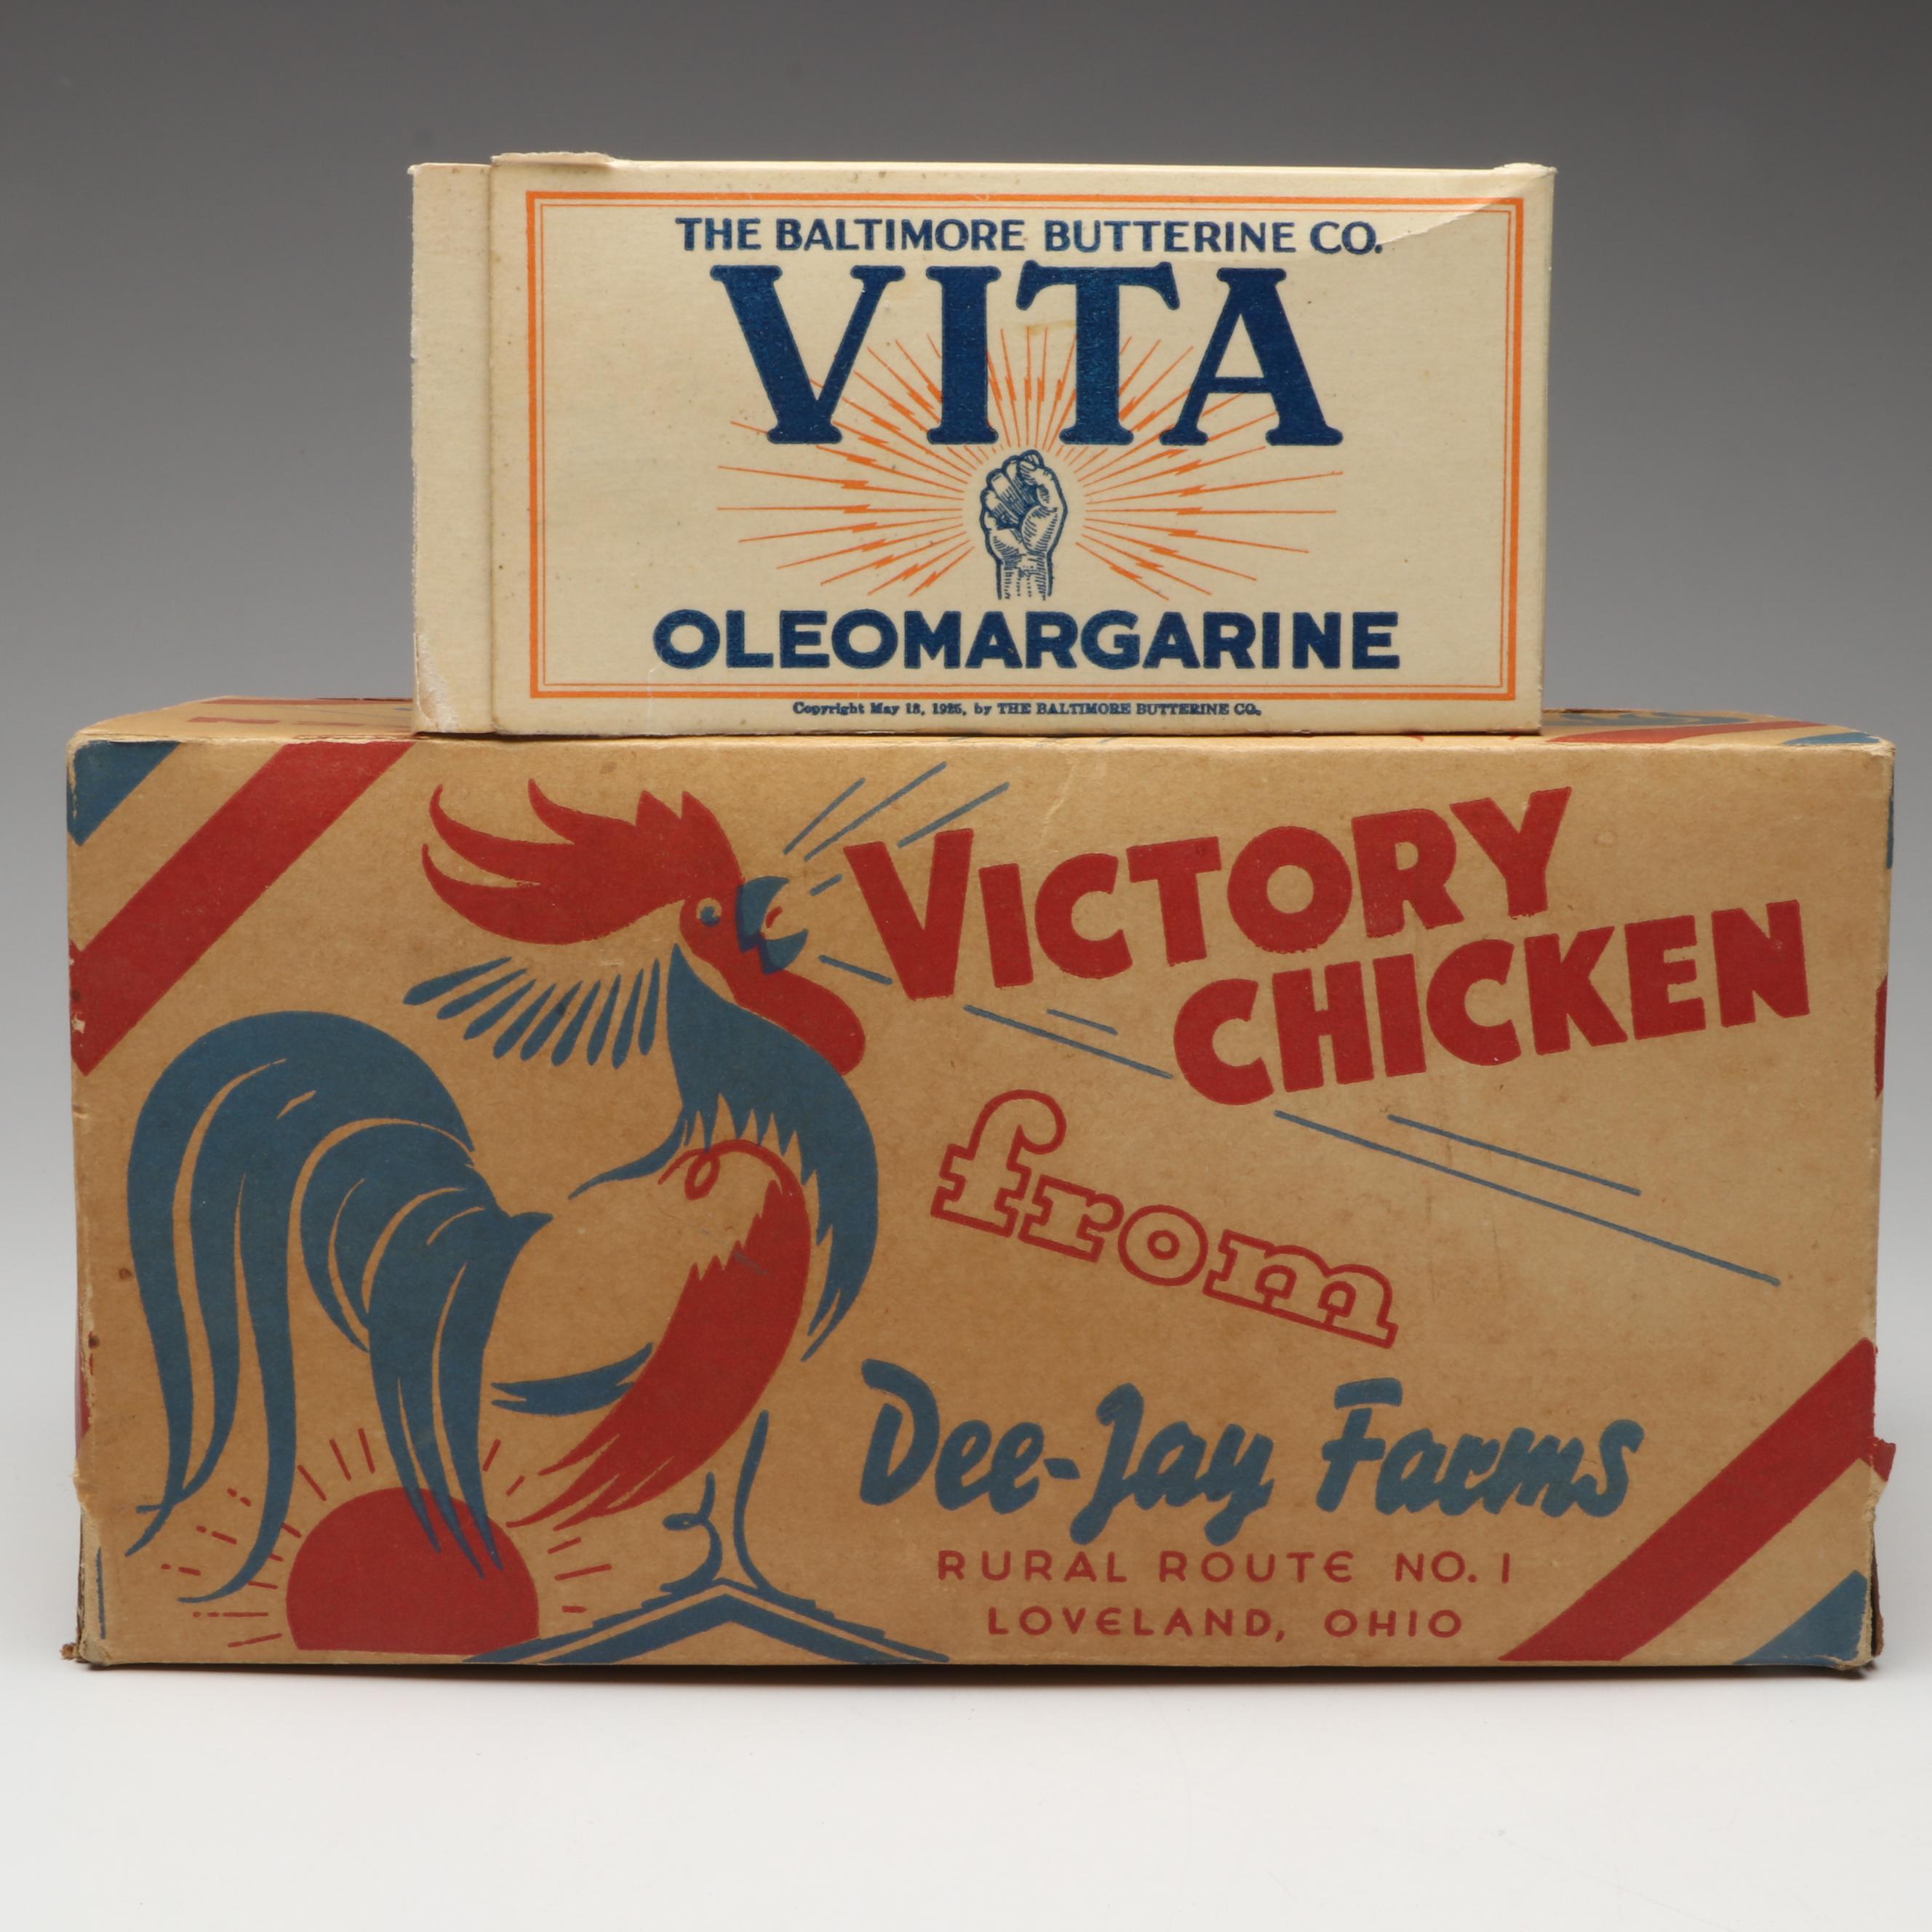 THE BALTIMORE BUTTERINE CO.
VITA
OLEOMARGARINE
Copyright May 18, 1925, by THE BALTIMORE BUTTERINE CO.
VICTORY
CHICKEN
from
Dee-Jay Farms
RURAL ROUTE NO. 1
LOVELAND, OHIO